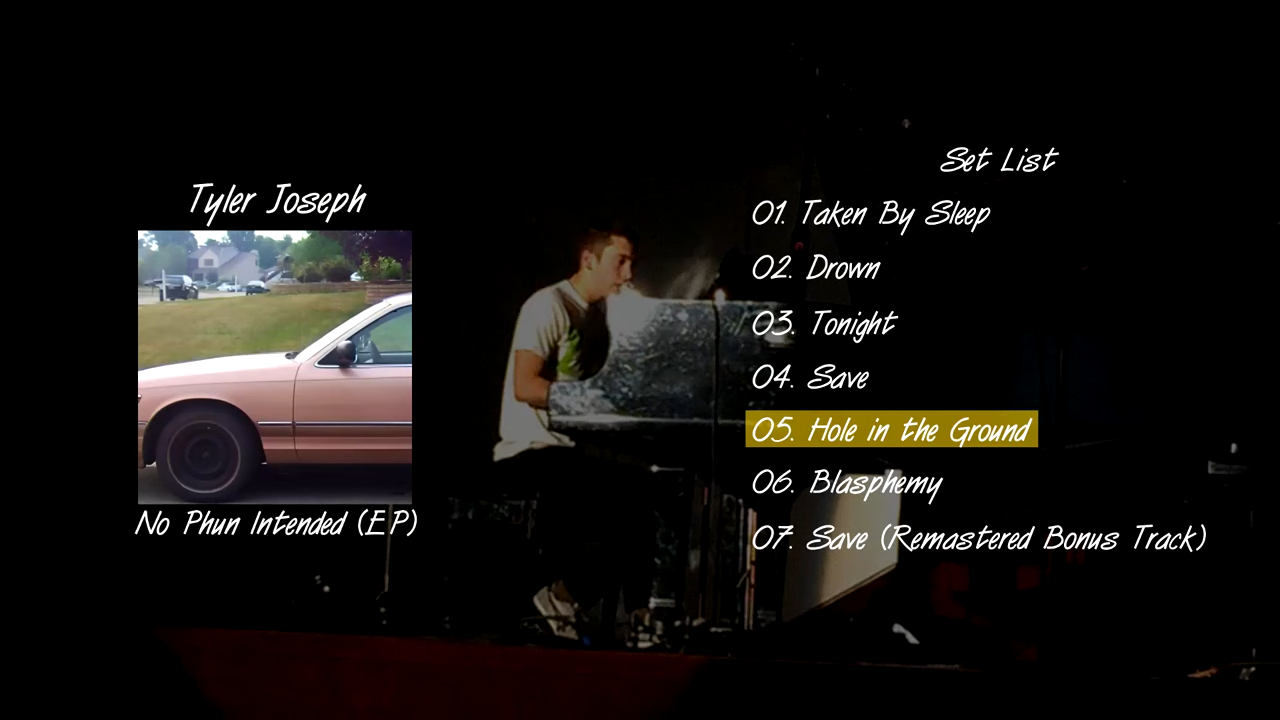 Tyler Joseph
No Phun Intended (EP)
Set List
01. Taken By Sleep
02. Drown
03. Tonight
04. Save
05. Hole in the Ground
06. Blasphemy
07. Save (Remastered Bonus Track)